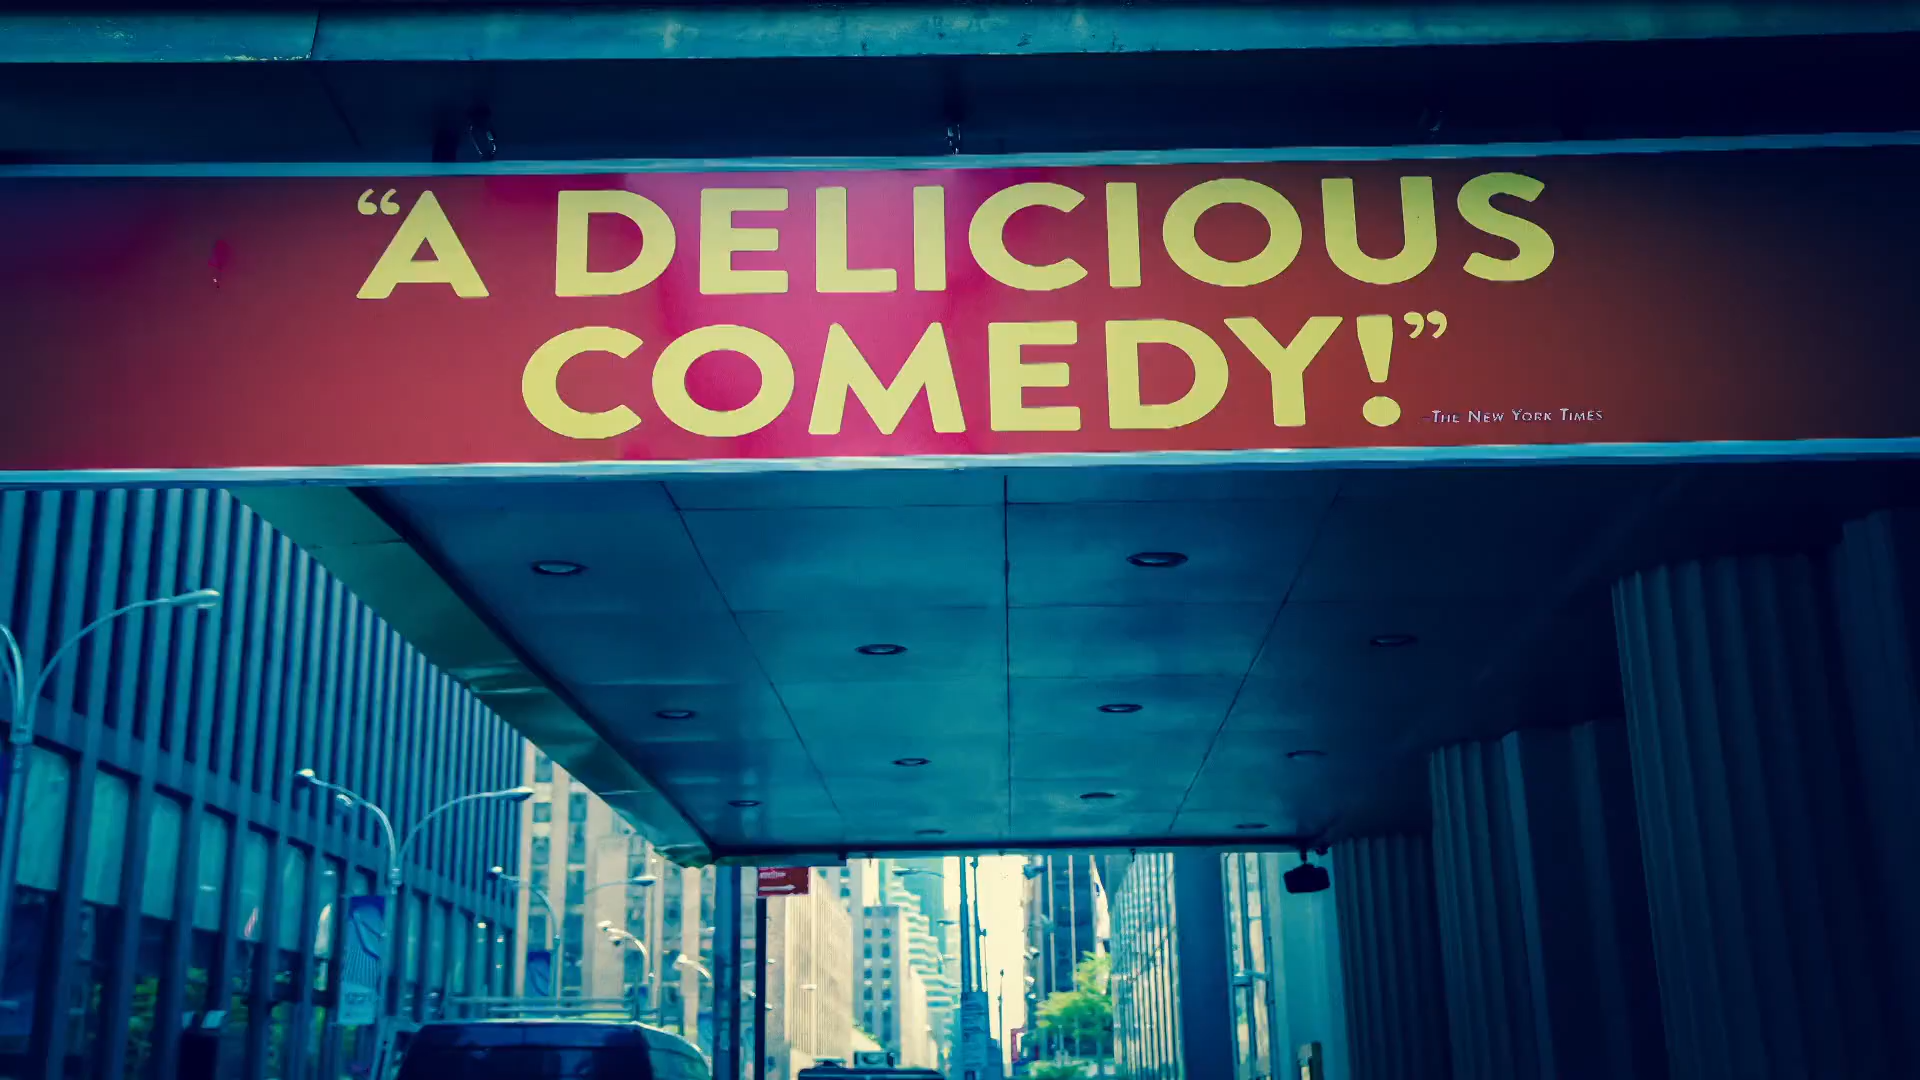 “A DELICIOUS
COMEDY!”
-THE NEW YORK TIMES